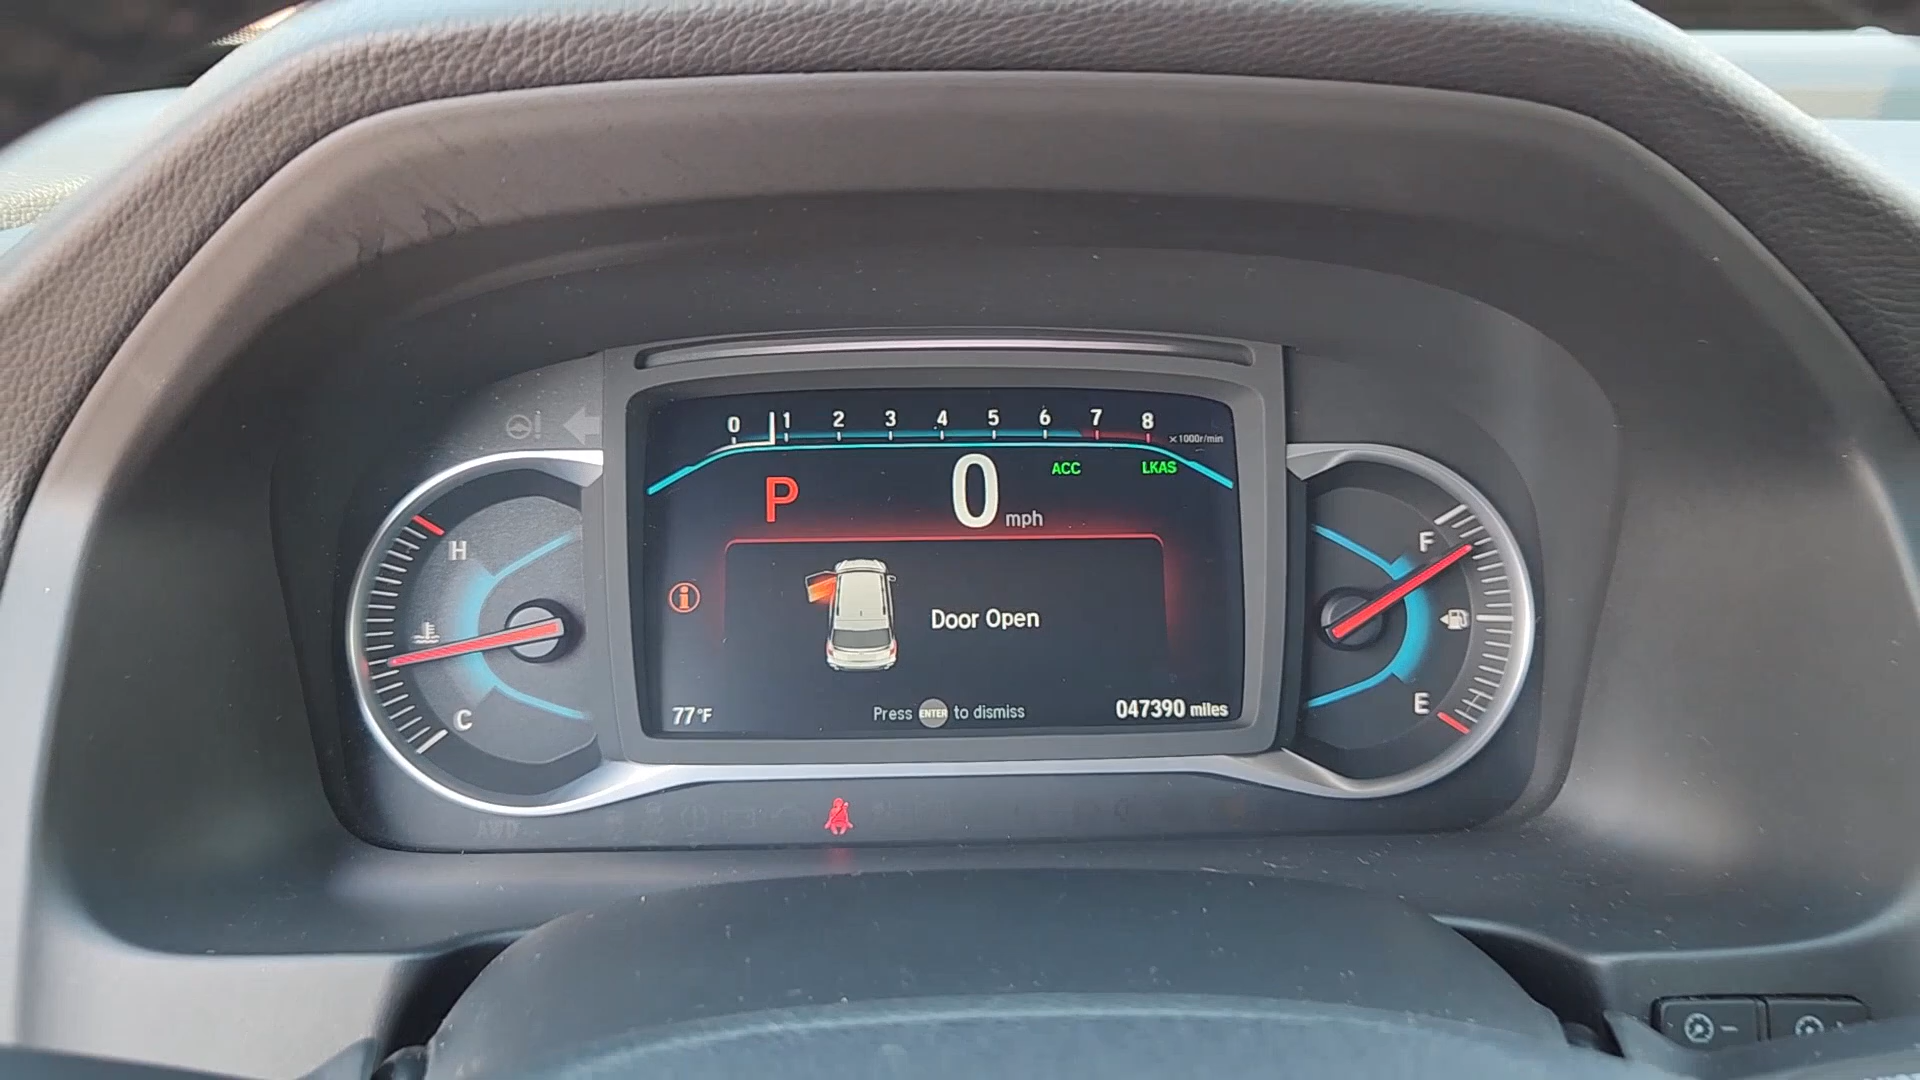 0 1 2 3 4 5 6 7 8 x1000r/min
P 0 mph ACC LKAS
H
F
Door Open
C
E
77°F Press ENTER to dismiss 047390 miles
AWD